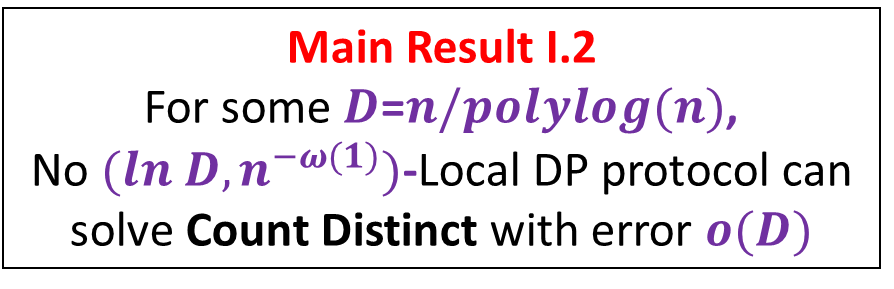 Main Result I.2
For some D=n/polylog(n),
No (ln D, n^{-ω(1)})-Local DP protocol can
solve Count Distinct with error o(D)